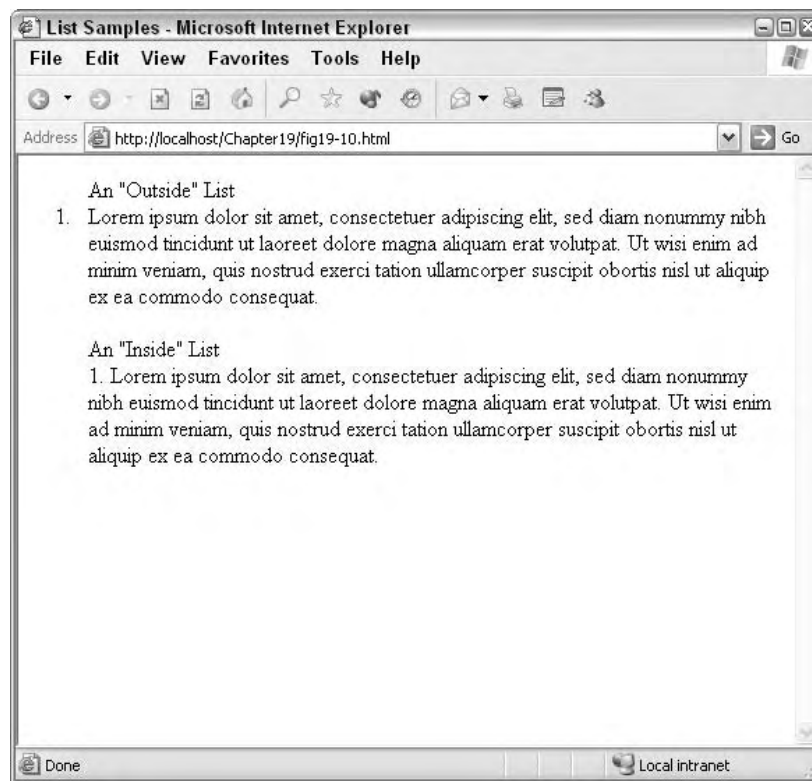 List Samples - Microsoft Internet Explorer
File Edit View Favorites Tools Help
Address http://localhost/Chapter19/fig19-10.html Go
An "Outside" List
1. Lorem ipsum dolor sit amet, consectetuer adipiscing elit, sed diam nonummy nibh
euismod tincidunt ut laoreet dolore magna aliquam erat volutpat. Ut wisi enim ad
minim veniam, quis nostrud exerci tation ullamcorper suscipit obortis nisl ut aliquip
ex ea commodo consequat.
An "Inside" List
1. Lorem ipsum dolor sit amet, consectetuer adipiscing elit, sed diam nonummy
nibh euismod tincidunt ut laoreet dolore magna aliquam erat volutpat. Ut wisi enim
ad minim veniam, quis nostrud exerci tation ullamcorper suscipit obortis nisl ut
aliquip ex ea commodo consequat.
Done Local intranet